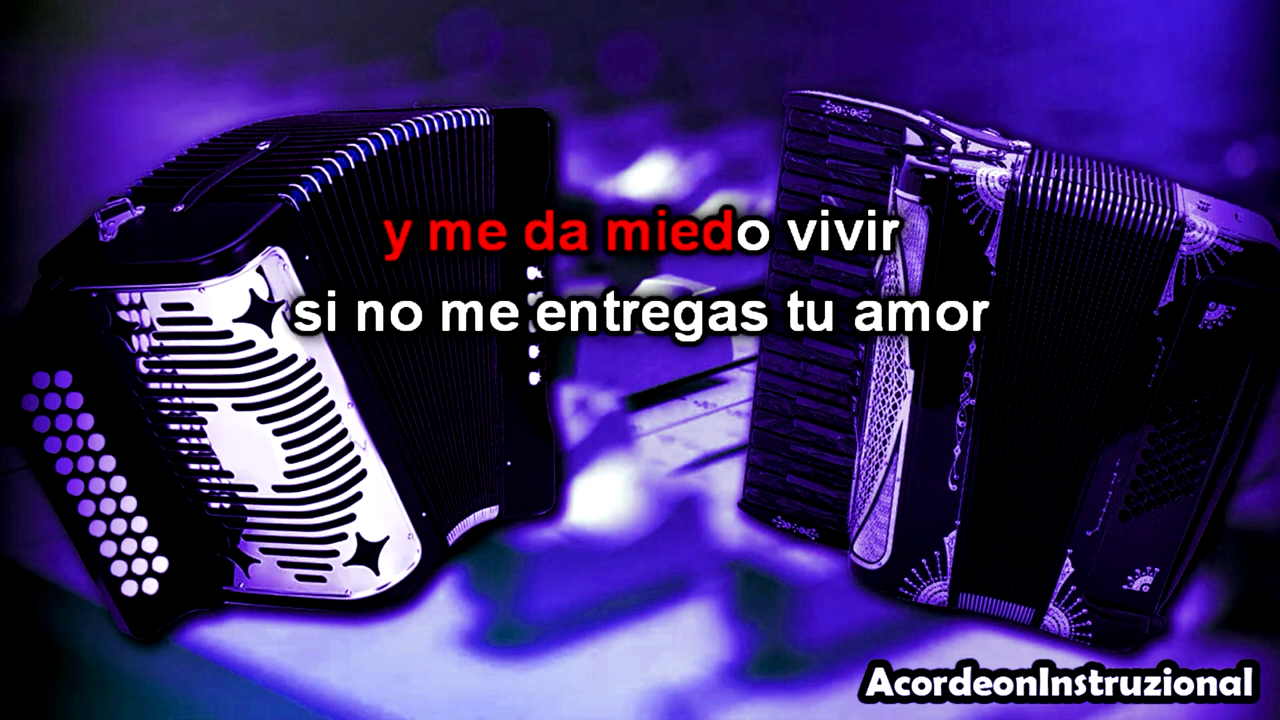 y me da miedo vivir
si no me entregas tu amor
AcordeonInstruzional